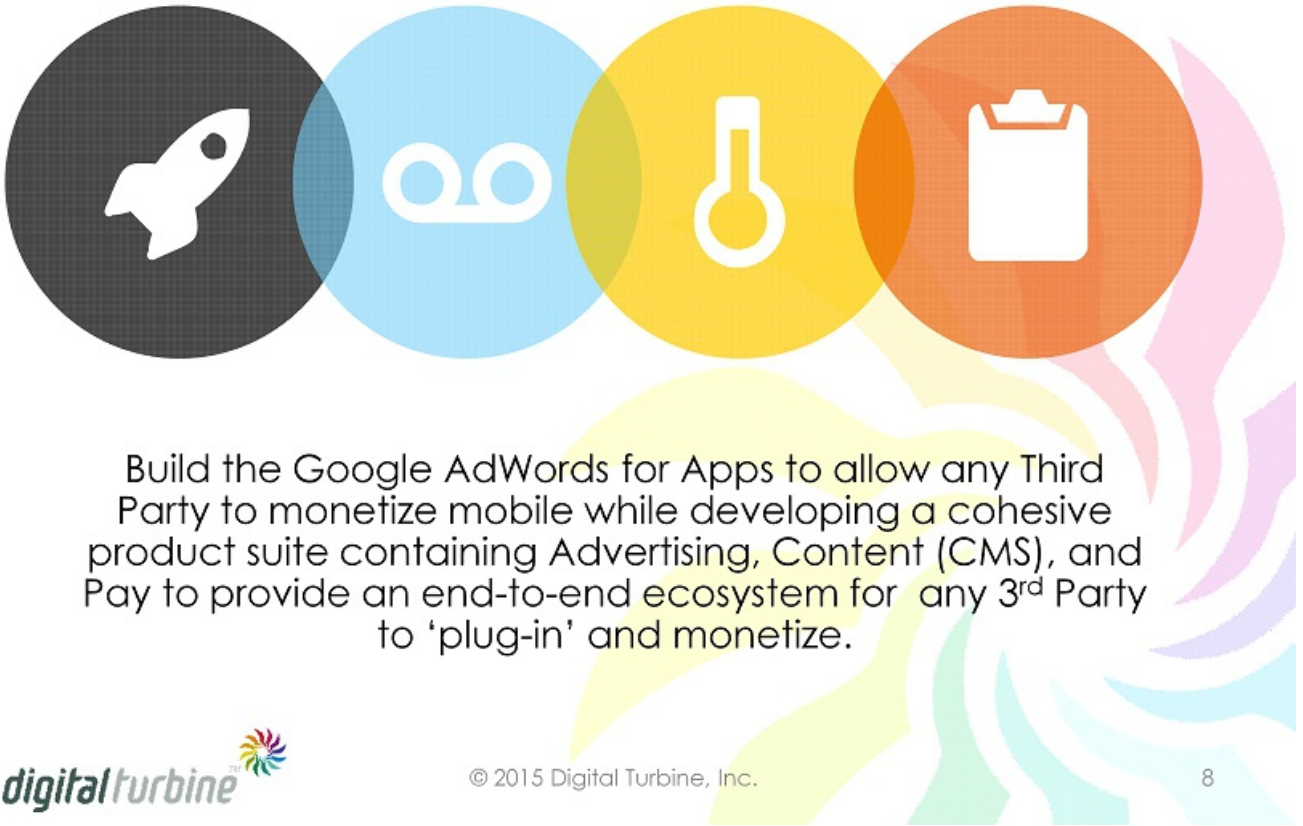 Build the Google AdWords for Apps to allow any Third
Party to monetize mobile while developing a cohesive
product suite containing Advertising, Content (CMS), and
Pay to provide an end-to-end ecosystem for  any 3rd Party
to ‘plug-in’ and monetize.
digital turbine™
© 2015 Digital Turbine, Inc.
8